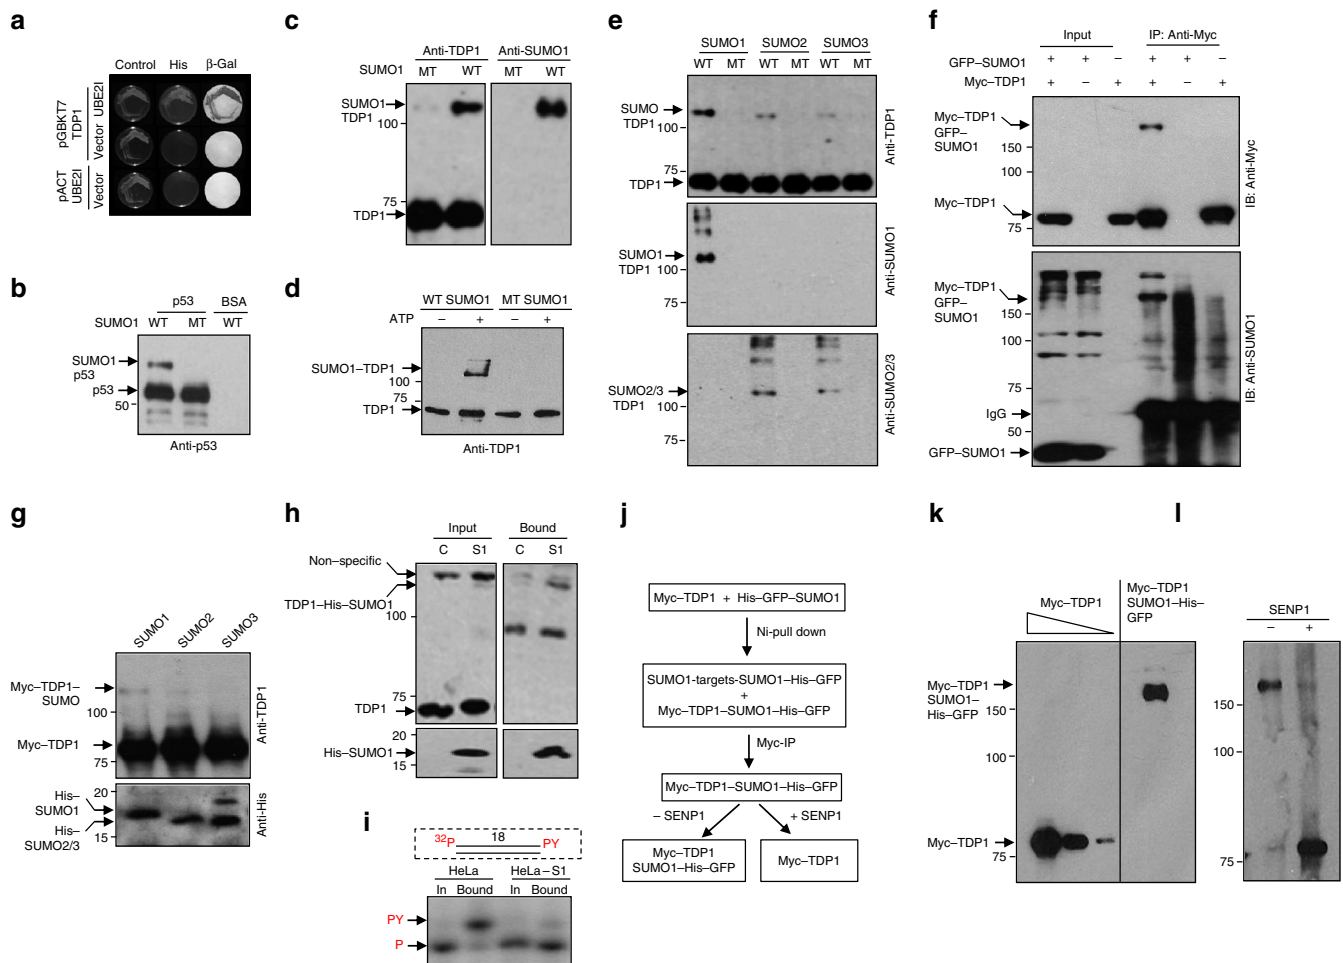 a
Control His β-Gal
pGBKT7
TDP1
UBE2I
Vector
pACT
UBE2I
Vector
b
p53 BSA
SUMO1 WT MT WT
SUMO1
p53
p53
50
Anti-p53
c
Anti-TDP1 Anti-SUMO1
SUMO1 MT WT MT WT
SUMO1
TDP1
100
75
TDP1
d
WT SUMO1 MT SUMO1
ATP – + – +
SUMO1–TDP1
100
75
TDP1
Anti-TDP1
e
SUMO1 SUMO2 SUMO3
WT MT WT MT WT MT
SUMO
TDP1
100
75
TDP1
Anti-TDP1
SUMO1
TDP1
100
75
Anti-SUMO1
SUMO2/3
TDP1
100
75
Anti-SUMO2/3
f
Input IP: Anti-Myc
GFP–SUMO1 + + – + + –
Myc–TDP1 + – + + – +
Myc–TDP1
GFP–
SUMO1
150
100
Myc–TDP1
75
IB: Anti-Myc
Myc–TDP1
GFP–
SUMO1
150
100
75
IgG
50
GFP–SUMO1
IB: Anti-SUMO1
g
SUMO1 SUMO2 SUMO3
Myc–TDP1–
SUMO
100
Myc–TDP1
75
Anti-TDP1
20
His–
SUMO1
His–
SUMO2/3
15
Anti-His
h
Input Bound
C S1 C S1
Non–specific
TDP1–His–SUMO1
100
75
TDP1
20
His–SUMO1
15
i
32P 18 PY
HeLa HeLa–S1
In Bound In Bound
PY
P
j
Myc–TDP1 + His–GFP–SUMO1
Ni-pull down
SUMO1-targets-SUMO1–His–GFP
+
Myc–TDP1–SUMO1–His–GFP
Myc-IP
Myc–TDP1–SUMO1–His–GFP
– SENP1 + SENP1
Myc–TDP1
SUMO1–His–GFP
Myc–TDP1
k
Myc–TDP1
Myc–TDP1
SUMO1–His–
GFP
Myc–TDP1
SUMO1–
His–GFP
150
100
Myc–TDP1
75
l
SENP1
– +
150
100
75